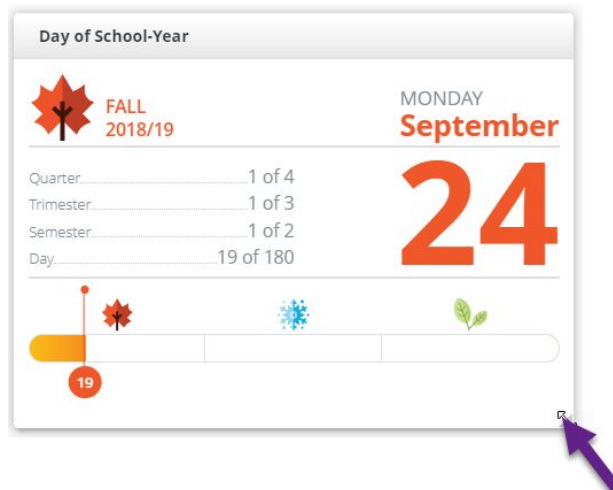 Day of School-Year
FALL
2018/19
MONDAY
September
24
Quarter 1 of 4
Trimester 1 of 3
Semester 1 of 2
Day 19 of 180
19